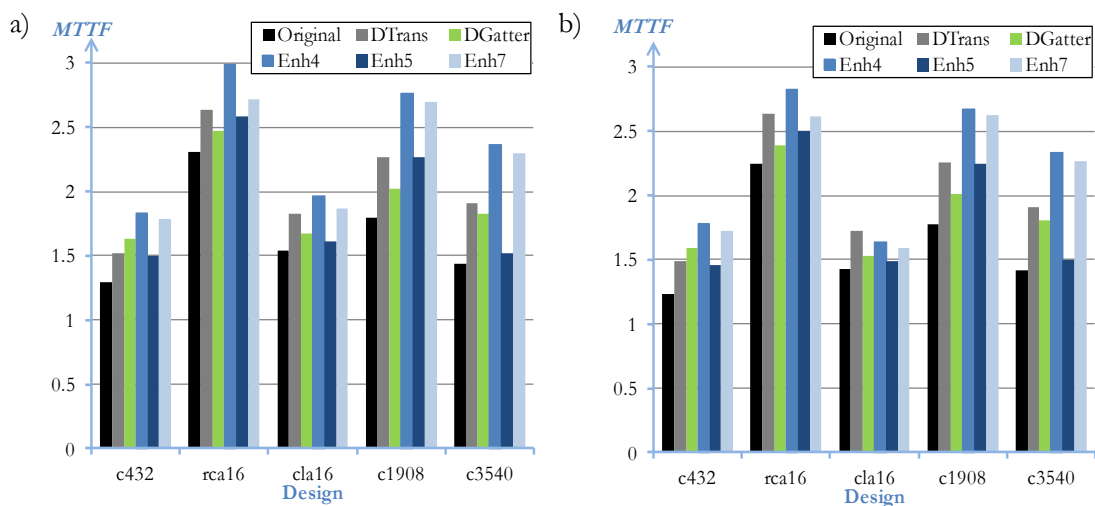 a)
MTTF
Original DTrans DGatter
Enh4 Enh5 Enh7
3
2.5
2
1.5
1
0.5
0
c432 rca16 cla16 c1908 c3540
Design
b)
MTTF
Original DTrans DGatter
Enh4 Enh5 Enh7
3
2.5
2
1.5
1
0.5
0
c432 rca16 cla16 c1908 c3540
Design